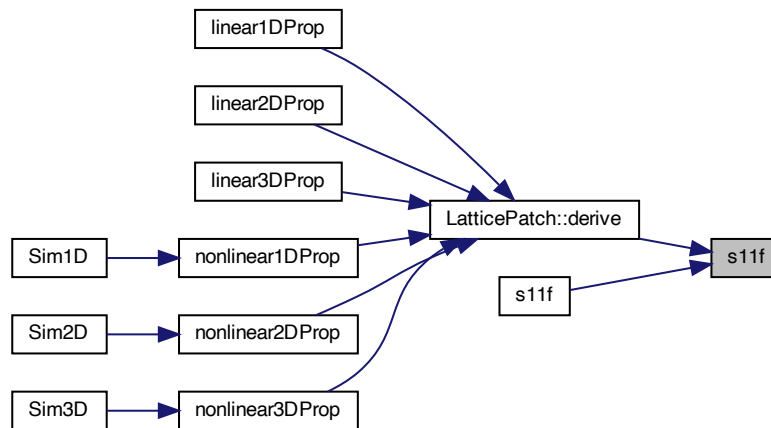 linear1DProp
linear2DProp
linear3DProp
LatticePatch::derive
Sim1D
nonlinear1DProp
s11f
s11f
Sim2D
nonlinear2DProp
Sim3D
nonlinear3DProp